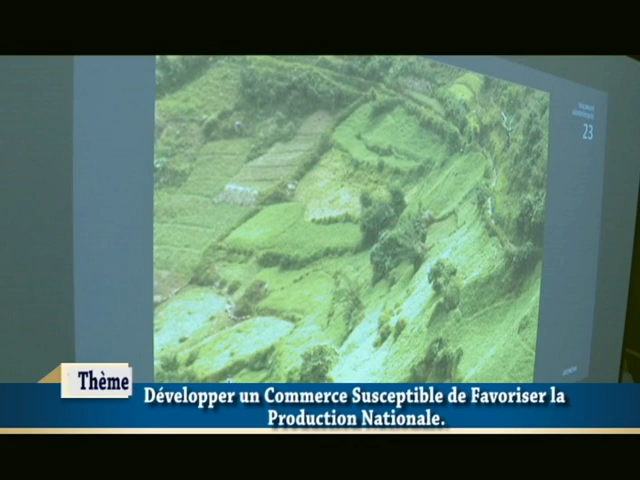 23
Thème
Développer un Commerce Susceptible de Favoriser la
Production Nationale.